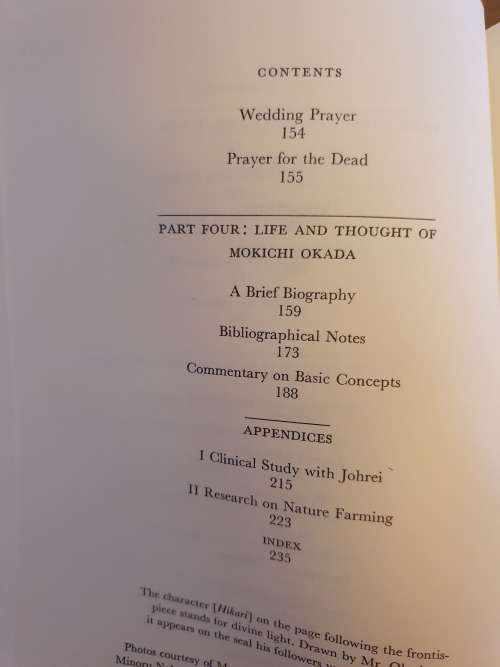 CONTENTS
Wedding Prayer
154
Prayer for the Dead
155
PART FOUR: LIFE AND THOUGHT OF
MOKICHI OKADA
A Brief Biography
159
Bibliographical Notes
173
Commentary on Basic Concepts
188
APPENDICES
I Clinical Study with Johrei
215
II Research on Nature Farming
223
INDEX
235
The character [Hikari] on the page following the frontis-
piece stands for divine light. Drawn by Mr.
it appears on the seal his followers
Photos courtesy of
Minoru